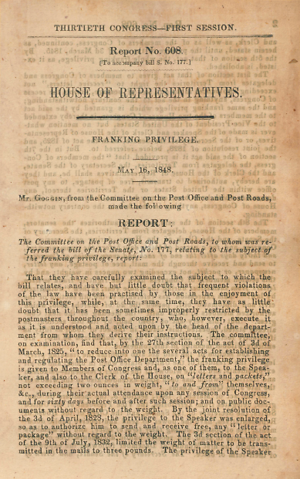 THIRTIETH CONGRESS—FIRST SESSION.
Report No. 608.
[To accompany bill S. No. 177.]
HOUSE OF REPRESENTATIVES.
FRANKING PRIVILEGE.
MAY 16, 1848.
Mr. GOGGIN, from the Committee on the Post Office and Post Roads,
made the following
REPORT:
The Committee on the Post Office and Post Roads, to whom was re-
ferred the bill of the Senate, No. 177, relating to the subject of
the franking privilege, report:
That they have carefully examined the subject to which the
bill relates, and have but little doubt that frequent violations
of the law have been practised by those in the enjoyment of
this privilege, while, at the same time, they have as little
doubt that it has been sometimes improperly restricted by the
postmasters throughout the country who, however, execute it
as it is understood and acted upon by the head of the depart-
ment from whom they derive their instructions. The committee,
on examination, find that, by the 27th section of the act of 3d of
March, 1825, "to reduce into one the several acts for establishing
and regulating the Post Office Department," the franking privilege
is given to Members of Congress and, as one of them, to the Speak-
er, and also to the Clerk of the House, on "letters and packets,"
not exceeding two ounces in weight, "to and from" themselves,
&c., during their actual attendance upon any session of Congress,
and for sixty days before and after such session; and on public doc-
uments without regard to the weight. By the joint resolution of
the 3d of April, 1828, the privilege to the Speaker was enlarged,
so as to authorize him to send and receive free, any "letter or
package" without regard to the weight. The 3d section of the act
of the 9th of July, 1832, limited the weight of matter to be trans-
mitted in the mails to three pounds. The privilege of the Speaker